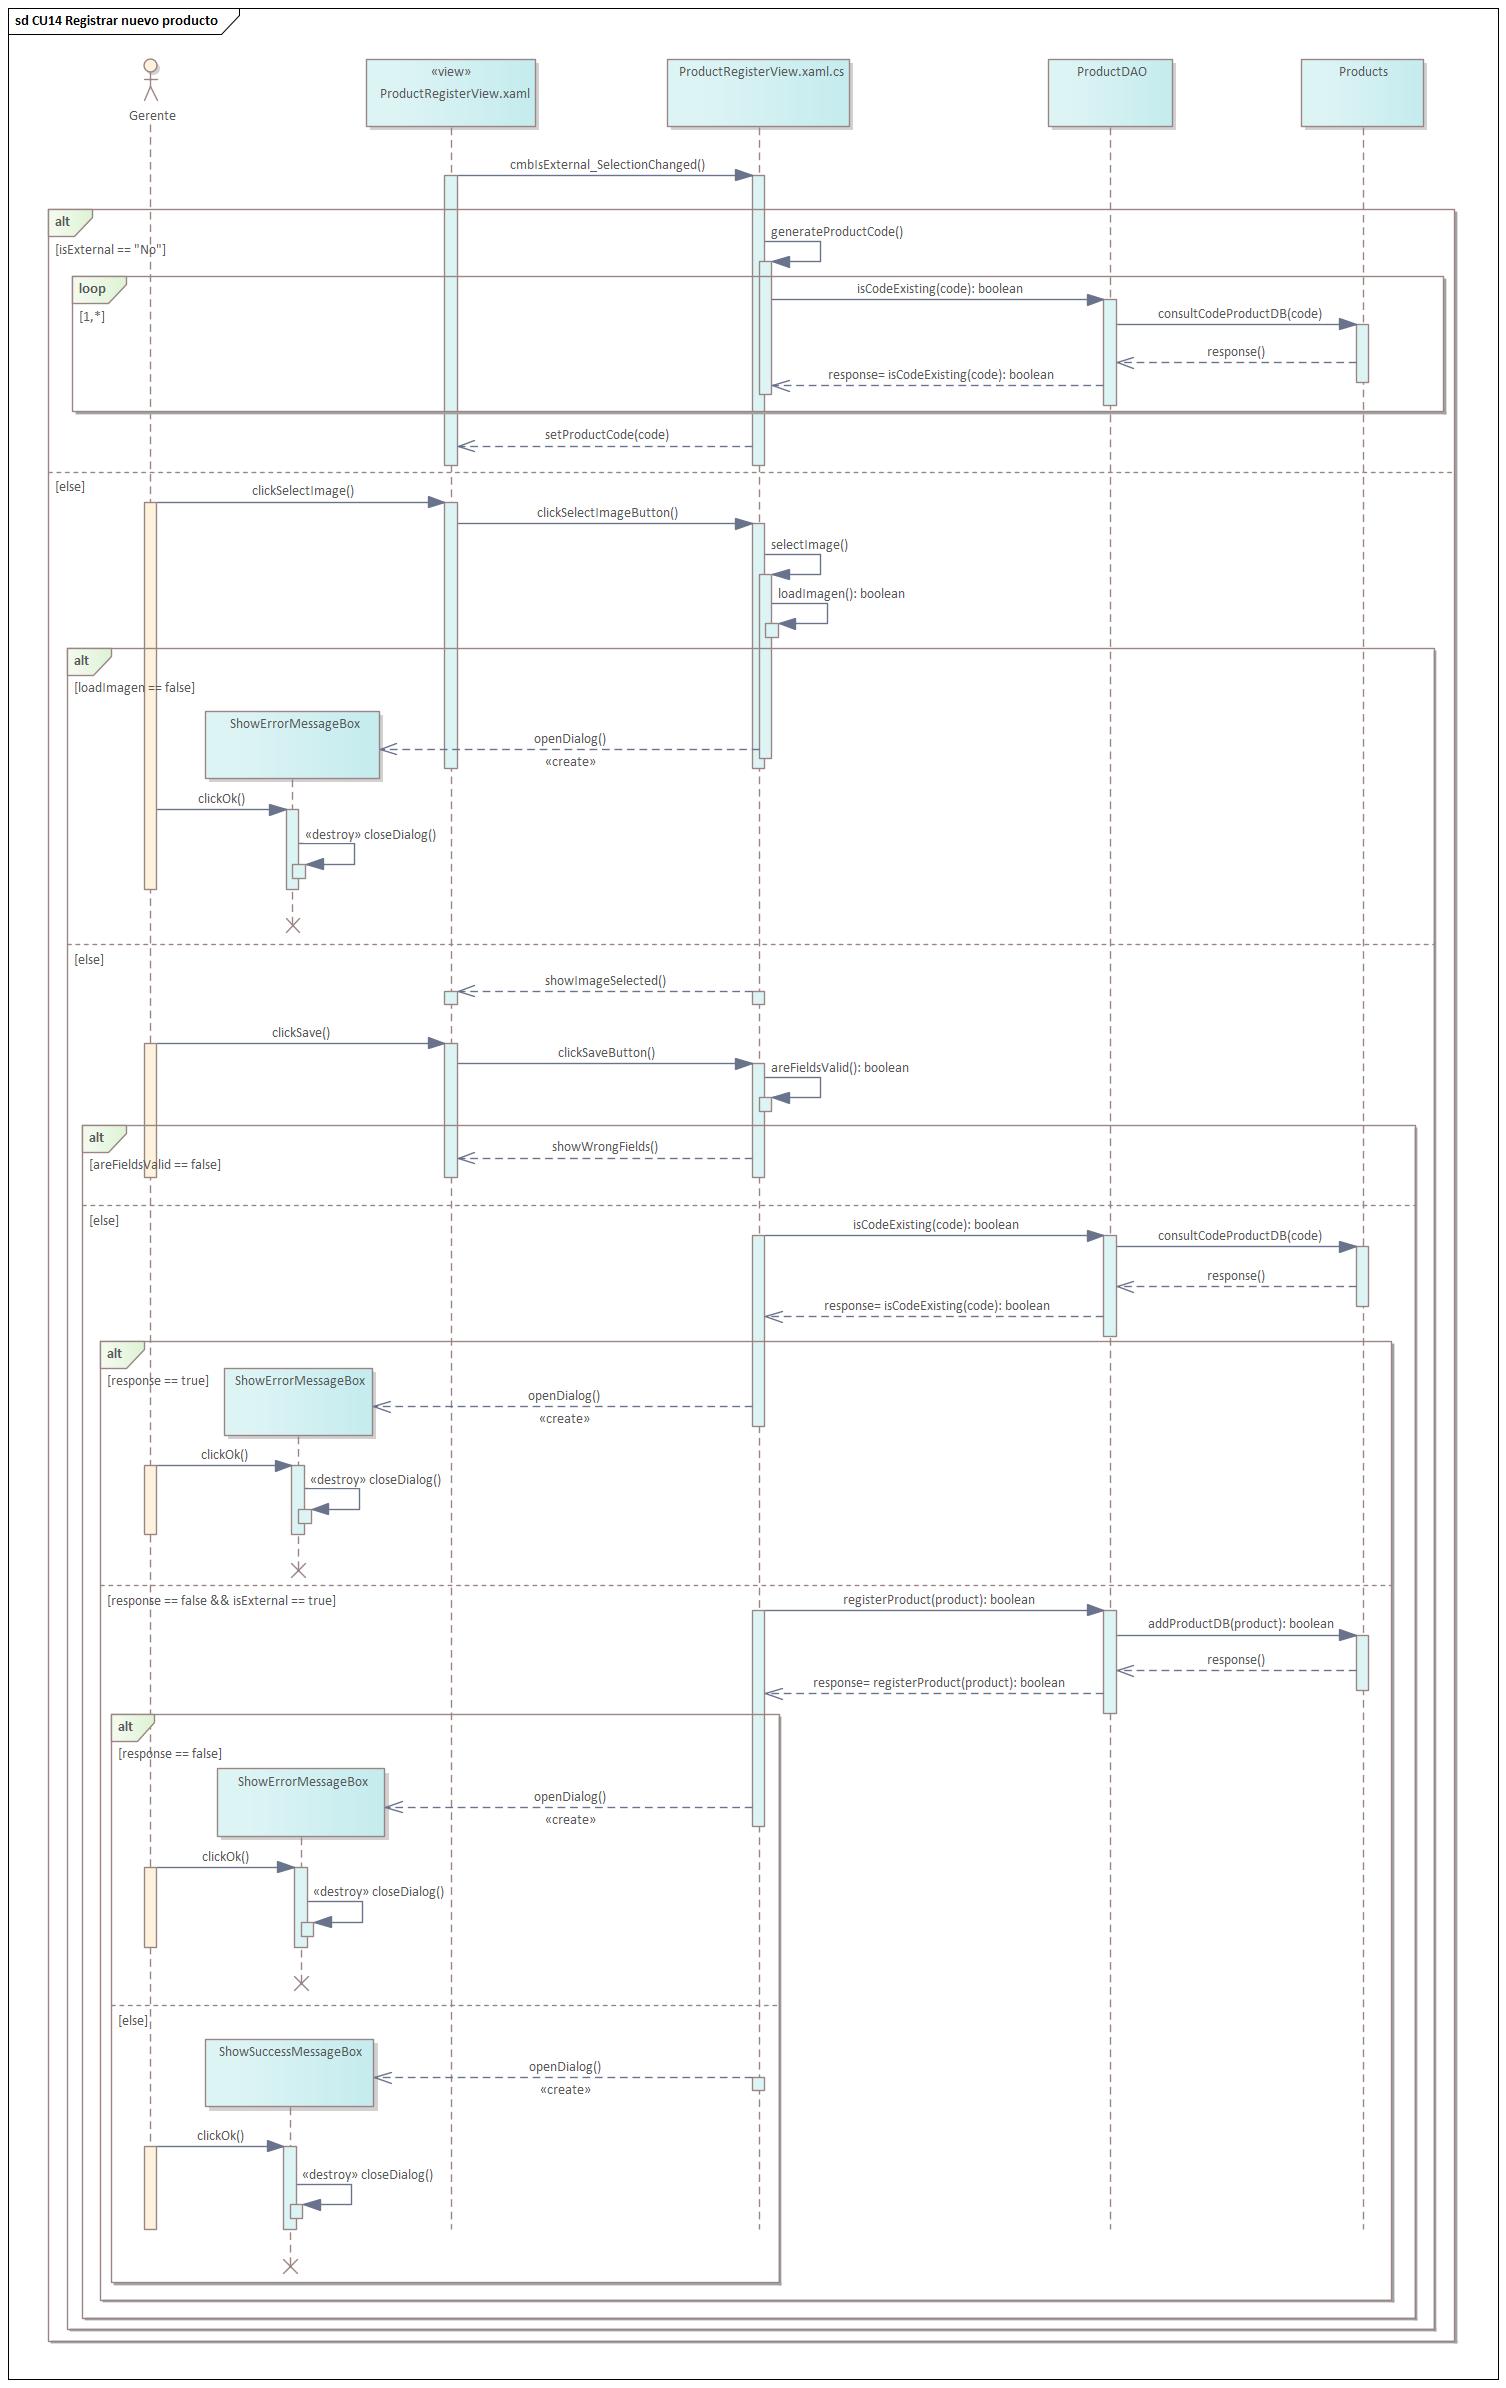 sd CU14 Registrar nuevo producto
Gerente
«view»
ProductRegisterView.xaml
ProductRegisterView.xaml.cs
ProductDAO
Products
cmbIsExternal_SelectionChanged()
alt
[isExternal == "No"]
generateProductCode()
loop
[1,*]
isCodeExisting(code): boolean
consultCodeProductDB(code)
response()
response= isCodeExisting(code): boolean
setProductCode(code)
[else]
clickSelectImage()
clickSelectImageButton()
selectImage()
loadImagen(): boolean
alt
[loadImagen == false]
ShowErrorMessageBox
openDialog()
«create»
clickOk()
«destroy» closeDialog()
[else]
showImageSelected()
clickSave()
clickSaveButton()
areFieldsValid(): boolean
alt
[areFieldsValid == false]
showWrongFields()
[else]
isCodeExisting(code): boolean
consultCodeProductDB(code)
response()
response= isCodeExisting(code): boolean
alt
[response == true]
ShowErrorMessageBox
openDialog()
«create»
clickOk()
«destroy» closeDialog()
[response == false && isExternal == true]
registerProduct(product): boolean
addProductDB(product): boolean
response()
response= registerProduct(product): boolean
alt
[response == false]
ShowErrorMessageBox
openDialog()
«create»
clickOk()
«destroy» closeDialog()
[else]
ShowSuccessMessageBox
openDialog()
«create»
clickOk()
«destroy» closeDialog()